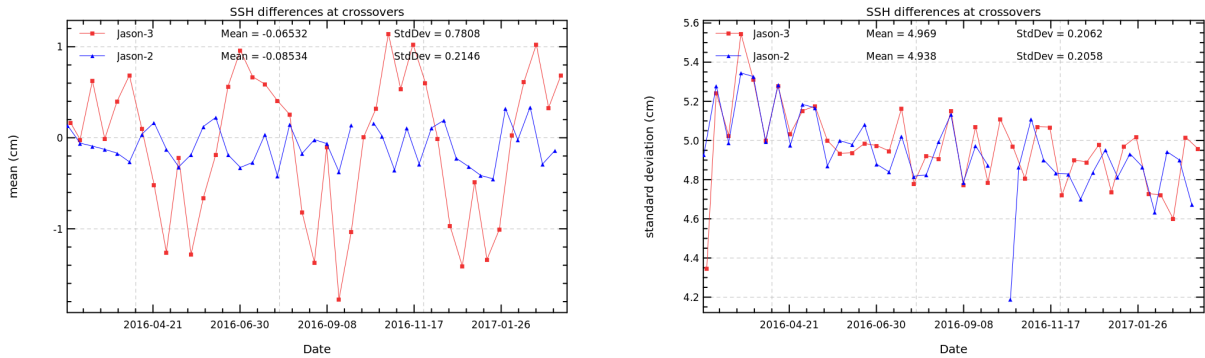 SSH differences at crossovers
Jason-3 Mean = -0.06532 StdDev = 0.7808
Jason-2 Mean = -0.08534 StdDev = 0.2146
1
0
-1
mean (cm)
2016-04-21 2016-06-30 2016-09-08 2016-11-17 2017-01-26
Date
SSH differences at crossovers
Jason-3 Mean = 4.969 StdDev = 0.2062
Jason-2 Mean = 4.938 StdDev = 0.2058
5.6
5.4
5.2
5.0
4.8
4.6
4.4
4.2
standard deviation (cm)
2016-04-21 2016-06-30 2016-09-08 2016-11-17 2017-01-26
Date